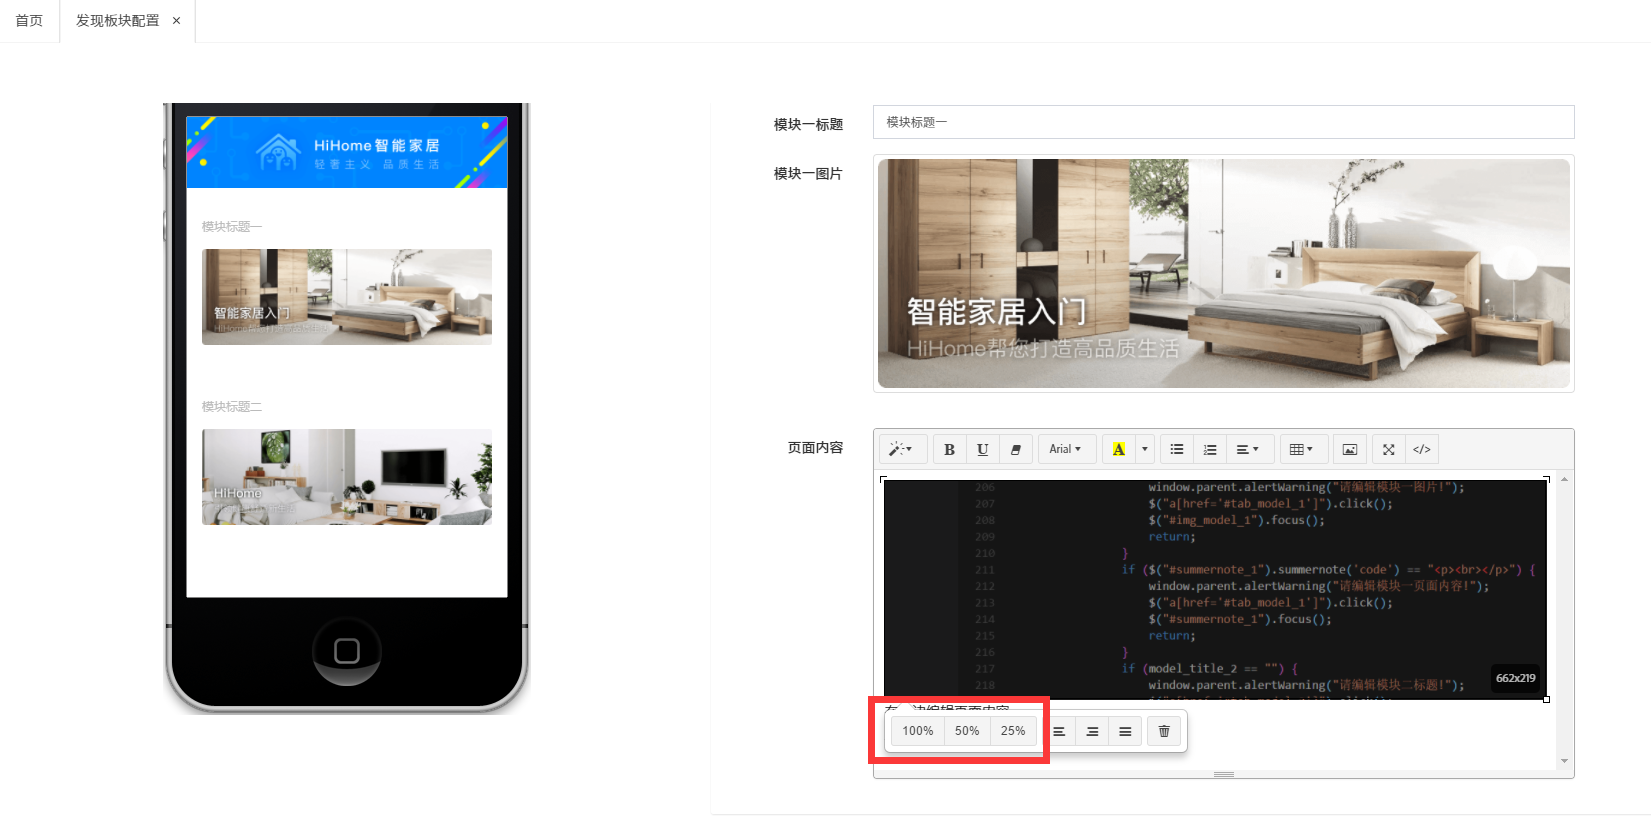 首页
发现板块配置 ×
HiHome智能家居
轻奢主义 品质生活
模块标题一
智能家居入门
HiHome帮您打造高品质生活
模块标题二
HiHome
模块一标题
模块标题一
模块一图片
智能家居入门
HiHome帮您打造高品质生活
页面内容
B U Arial A </>
206 window.parent.alertWarning("请编辑模块一图片!");
207 $("a[href='#tab_model_1']").click();
208 $("#img_model_1").focus();
209 return;
210 }
211 if ($("#summernote_1").summernote('code') == "<p><br></p>") {
212 window.parent.alertWarning("请编辑模块一页面内容!");
213 $("a[href='#tab_model_1']").click();
214 $("#summernote_1").focus();
215 return;
216 }
217 if (model_title_2 == "") {
218 window.parent.alertWarning("请编辑模块二标题!");
662x219
编辑页面内容
100% 50% 25%